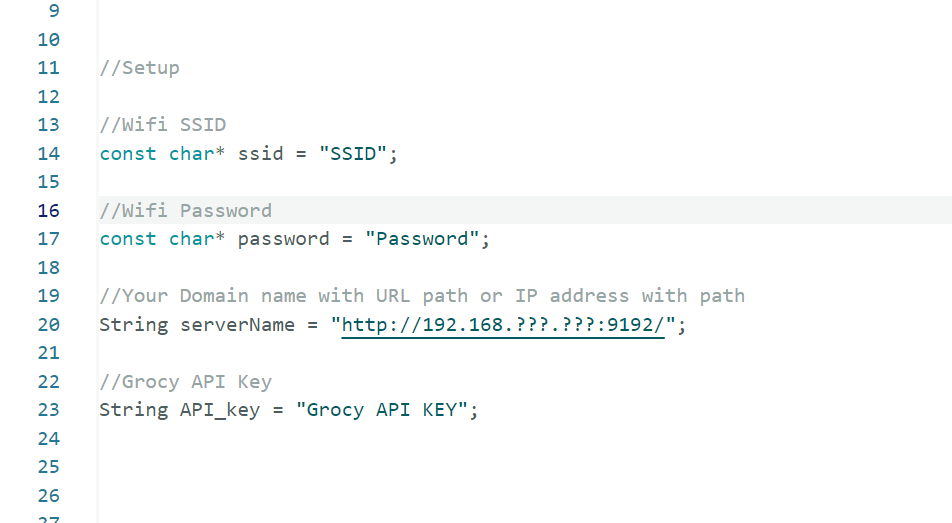 9
10
11 //Setup
12
13 //Wifi SSID
14 const char* ssid = "SSID";
15
16 //Wifi Password
17 const char* password = "Password";
18
19 //Your Domain name with URL path or IP address with path
20 String serverName = "http://192.168.???.???:9192/";
21
22 //Grocy API Key
23 String API_key = "Grocy API KEY";
24
25
26
27